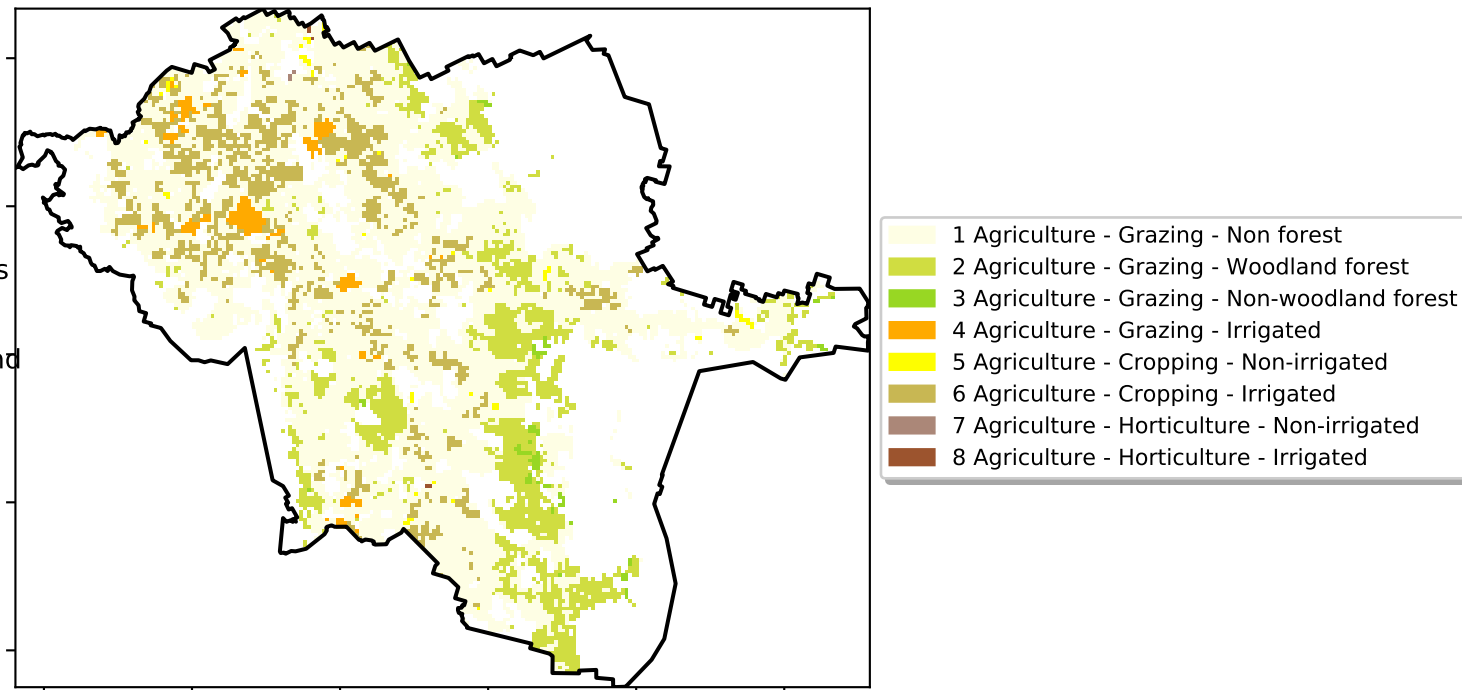 s
nd
1 Agriculture - Grazing - Non forest
2 Agriculture - Grazing - Woodland forest
3 Agriculture - Grazing - Non-woodland forest
4 Agriculture - Grazing - Irrigated
5 Agriculture - Cropping - Non-irrigated
6 Agriculture - Cropping - Irrigated
7 Agriculture - Horticulture - Non-irrigated
8 Agriculture - Horticulture - Irrigated